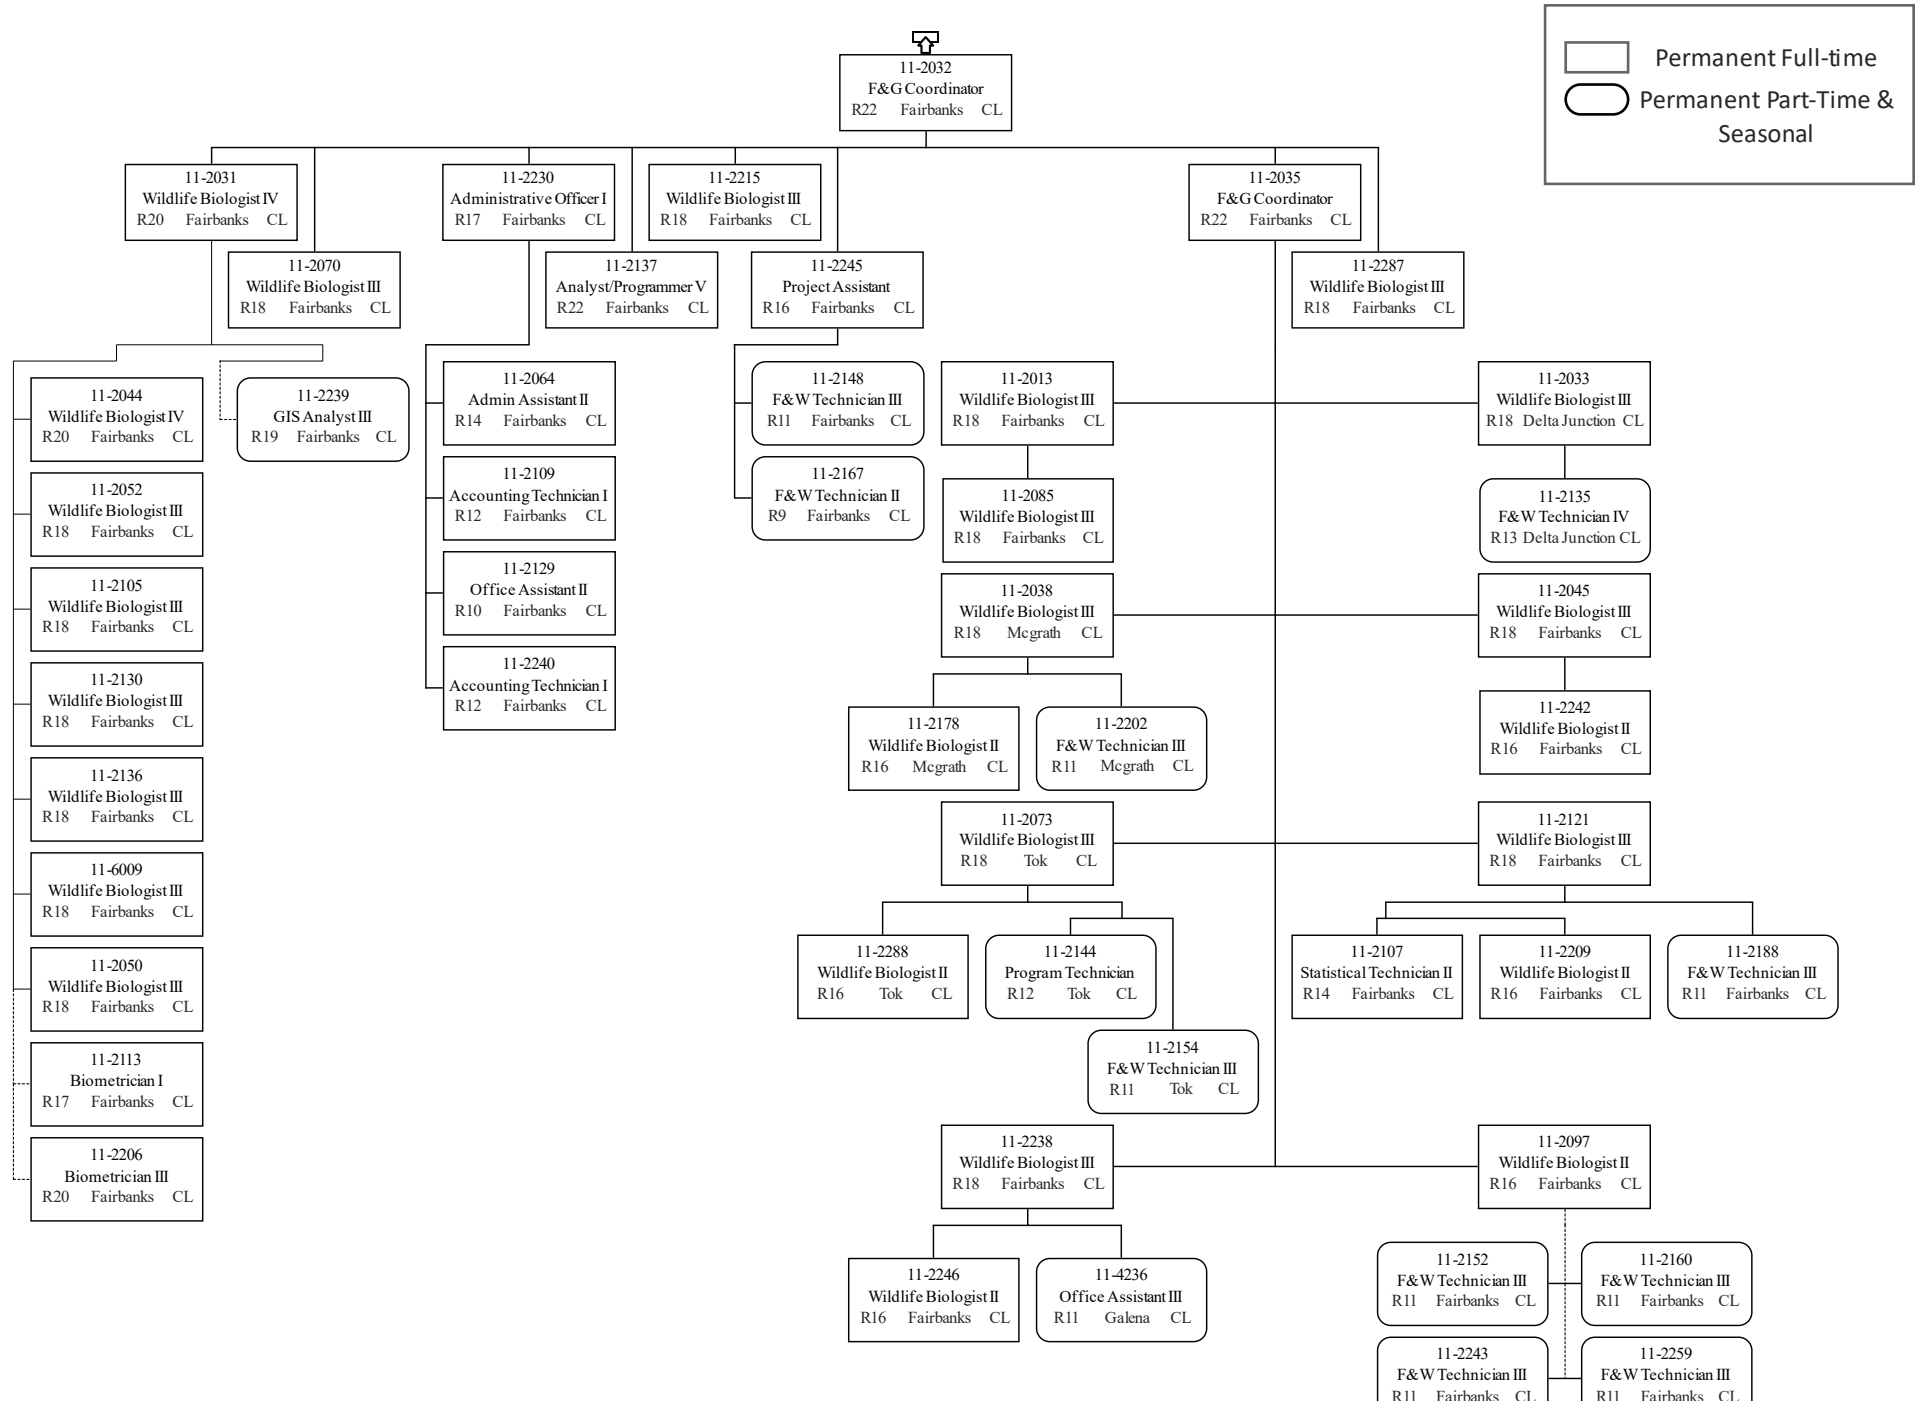 Permanent Full-time
Permanent Part-Time &
Seasonal
11-2032
F&G Coordinator
R22 Fairbanks CL
11-2031
Wildlife Biologist IV
R20 Fairbanks CL
11-2230
Administrative Officer I
R17 Fairbanks CL
11-2215
Wildlife Biologist III
R18 Fairbanks CL
11-2035
F&G Coordinator
R22 Fairbanks CL
11-2070
Wildlife Biologist III
R18 Fairbanks CL
11-2137
Analyst/Programmer V
R22 Fairbanks CL
11-2245
Project Assistant
R16 Fairbanks CL
11-2287
Wildlife Biologist III
R18 Fairbanks CL
11-2044
Wildlife Biologist IV
R20 Fairbanks CL
11-2239
GIS Analyst III
R19 Fairbanks CL
11-2052
Wildlife Biologist III
R18 Fairbanks CL
11-2105
Wildlife Biologist III
R18 Fairbanks CL
11-2130
Wildlife Biologist III
R18 Fairbanks CL
11-2136
Wildlife Biologist III
R18 Fairbanks CL
11-6009
Wildlife Biologist III
R18 Fairbanks CL
11-2050
Wildlife Biologist III
R18 Fairbanks CL
11-2113
Biometrician I
R17 Fairbanks CL
11-2206
Biometrician III
R20 Fairbanks CL
11-2064
Admin Assistant II
R14 Fairbanks CL
11-2109
Accounting Technician I
R12 Fairbanks CL
11-2129
Office Assistant II
R10 Fairbanks CL
11-2240
Accounting Technician I
R12 Fairbanks CL
11-2148
F&W Technician III
R11 Fairbanks CL
11-2167
F&W Technician II
R9 Fairbanks CL
11-2013
Wildlife Biologist III
R18 Fairbanks CL
11-2033
Wildlife Biologist III
R18 Delta Junction CL
11-2085
Wildlife Biologist III
R18 Fairbanks CL
11-2135
F&W Technician IV
R13 Delta Junction CL
11-2038
Wildlife Biologist III
R18 Mcgrath CL
11-2045
Wildlife Biologist III
R18 Fairbanks CL
11-2178
Wildlife Biologist II
R16 Mcgrath CL
11-2202
F&W Technician III
R11 Mcgrath CL
11-2242
Wildlife Biologist II
R16 Fairbanks CL
11-2073
Wildlife Biologist III
R18 Tok CL
11-2121
Wildlife Biologist III
R18 Fairbanks CL
11-2288
Wildlife Biologist II
R16 Tok CL
11-2144
Program Technician
R12 Tok CL
11-2154
F&W Technician III
R11 Tok CL
11-2107
Statistical Technician II
R14 Fairbanks CL
11-2209
Wildlife Biologist II
R16 Fairbanks CL
11-2188
F&W Technician III
R11 Fairbanks CL
11-2238
Wildlife Biologist III
R18 Fairbanks CL
11-2097
Wildlife Biologist II
R16 Fairbanks CL
11-2246
Wildlife Biologist II
R16 Fairbanks CL
11-4236
Office Assistant III
R11 Galena CL
11-2152
F&W Technician III
R11 Fairbanks CL
11-2160
F&W Technician III
R11 Fairbanks CL
11-2243
F&W Technician III
R11 Fairbanks CL
11-2259
F&W Technician III
R11 Fairbanks CL